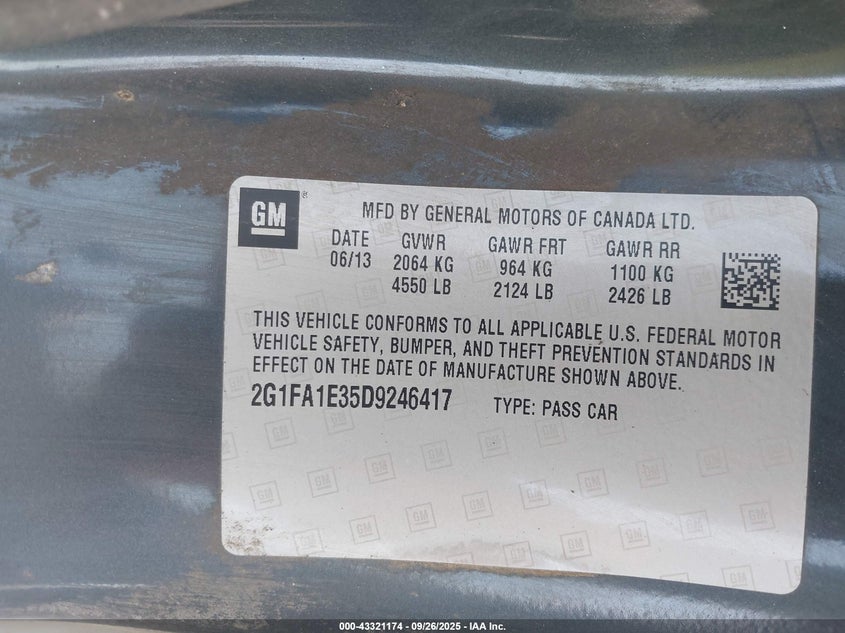 GM ® MFD BY GENERAL MOTORS OF CANADA LTD.
DATE GVWR GAWR FRT GAWR RR
06/13 2064 KG 964 KG 1100 KG
4550 LB 2124 LB 2426 LB
THIS VEHICLE CONFORMS TO ALL APPLICABLE U.S. FEDERAL MOTOR
VEHICLE SAFETY, BUMPER, AND THEFT PREVENTION STANDARDS IN
EFFECT ON THE DATE OF MANUFACTURE SHOWN ABOVE.
2G1FA1E35D9246417 TYPE: PASS CAR
000-43321174 - 09/26/2025 - IAA Inc.